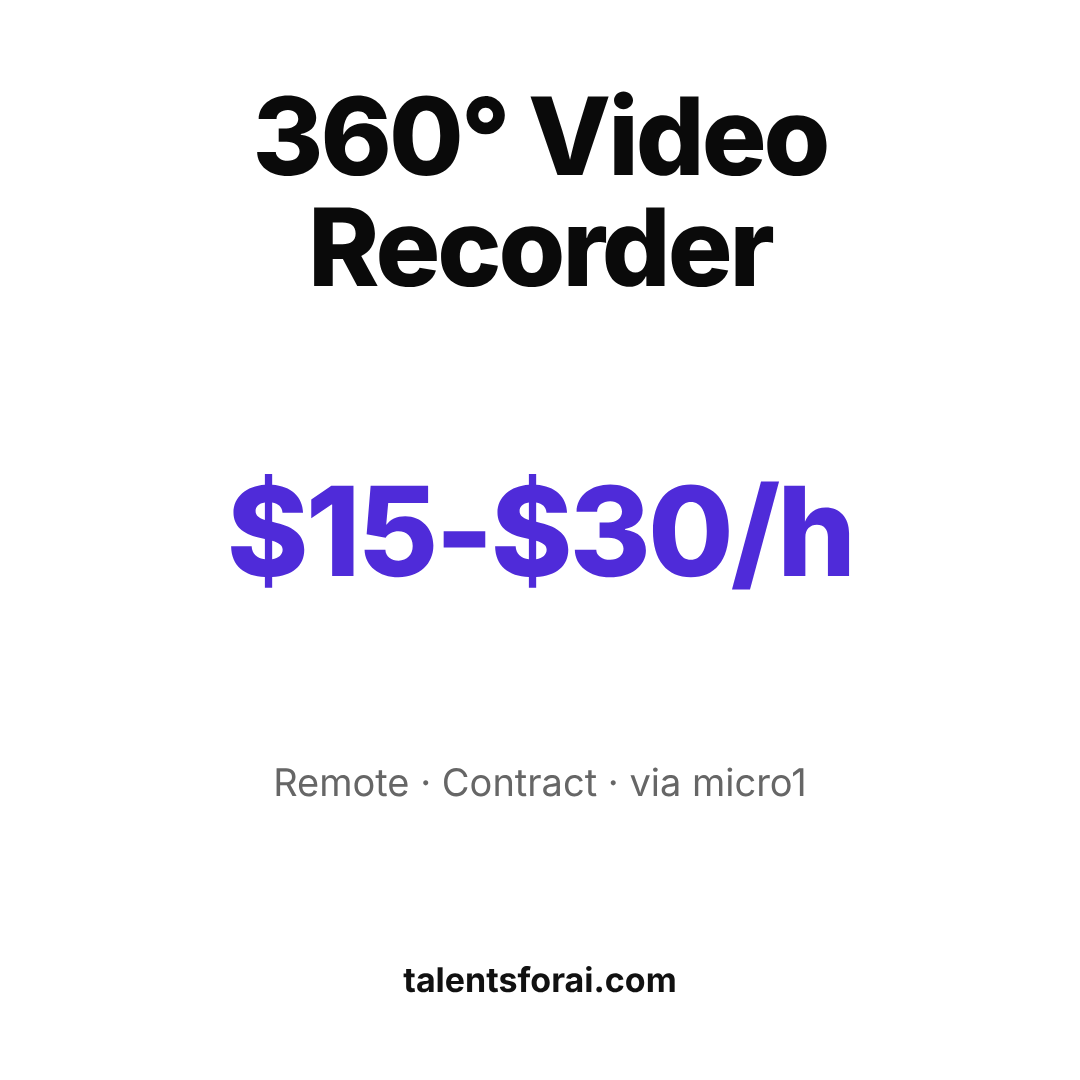 360° Video
Recorder
$15-$30/h
Remote · Contract · via micro1
talentsforai.com